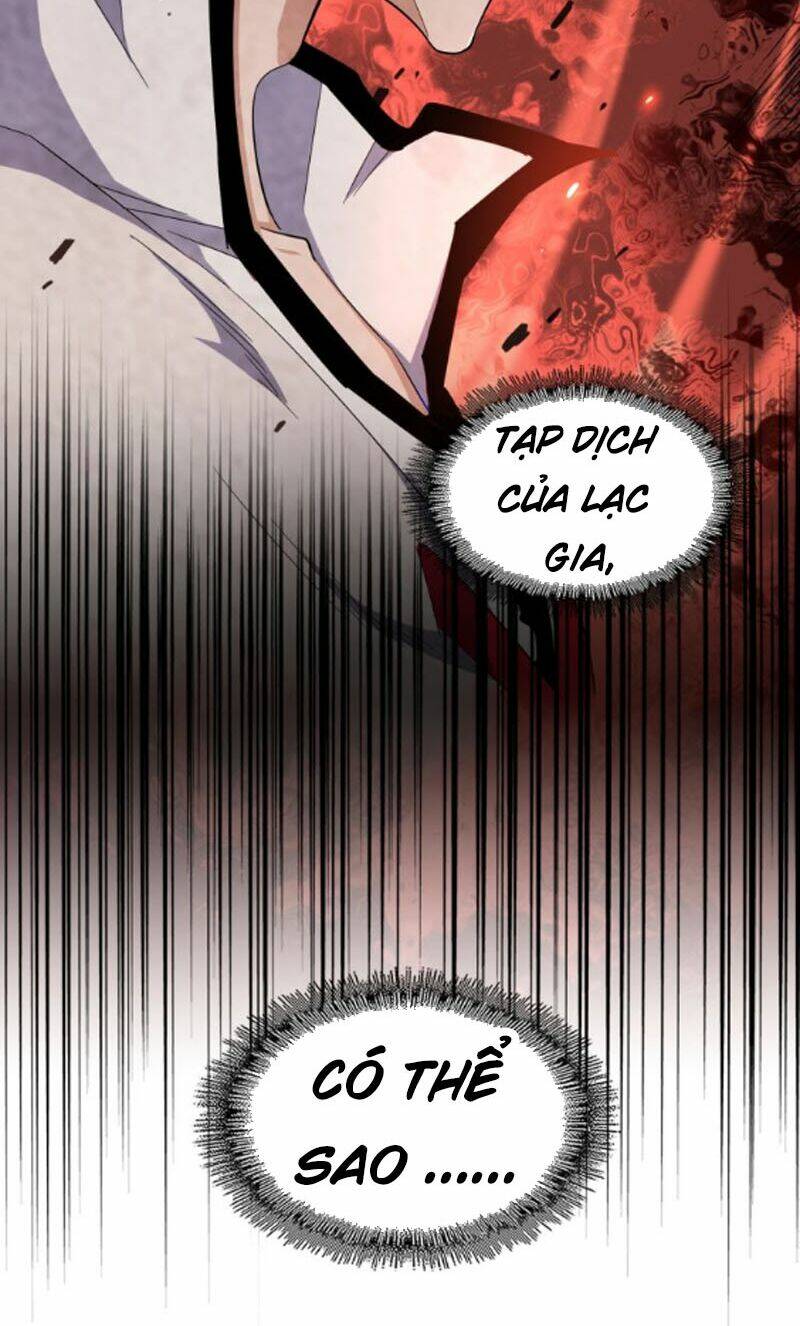 TẠP DỊCH
CỦA LẠC
GIA,
CÓ THỂ
SAO ......